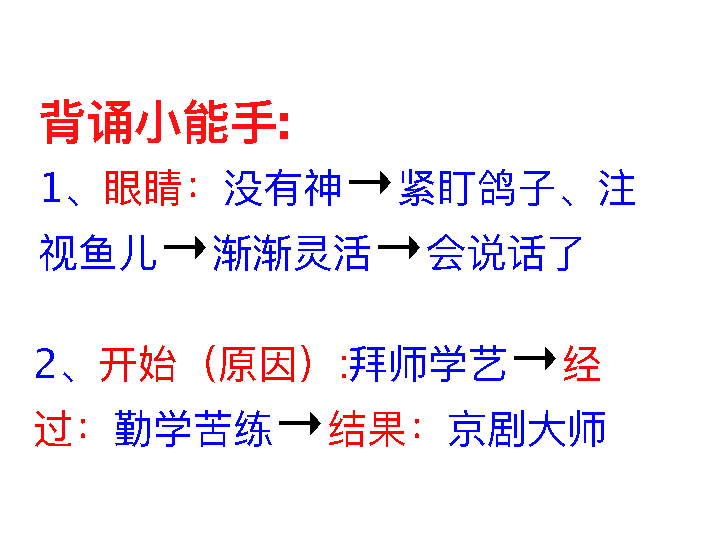 背诵小能手:
1、眼睛：没有神→紧盯鸽子、注
视鱼儿→渐渐灵活→会说话了
2、开始（原因）:拜师学艺→经
过：勤学苦练→结果：京剧大师